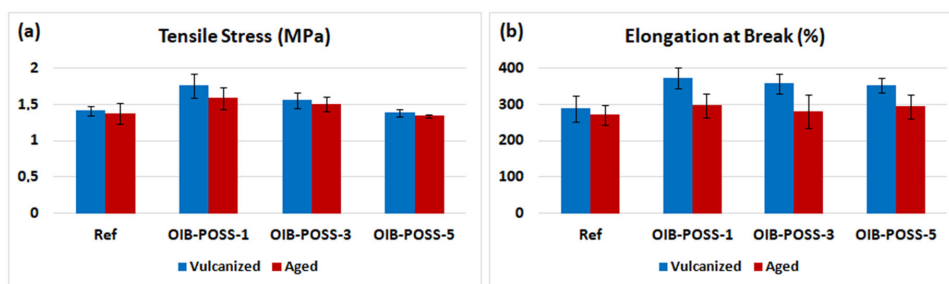 (a)
Tensile Stress (MPa)
2
1,5
1
0,5
0
Ref OIB-POSS-1 OIB-POSS-3 OIB-POSS-5
Vulcanized Aged
(b)
Elongation at Break (%)
400
300
200
100
0
Ref OIB-POSS-1 OIB-POSS-3 OIB-POSS-5
Vulcanized Aged